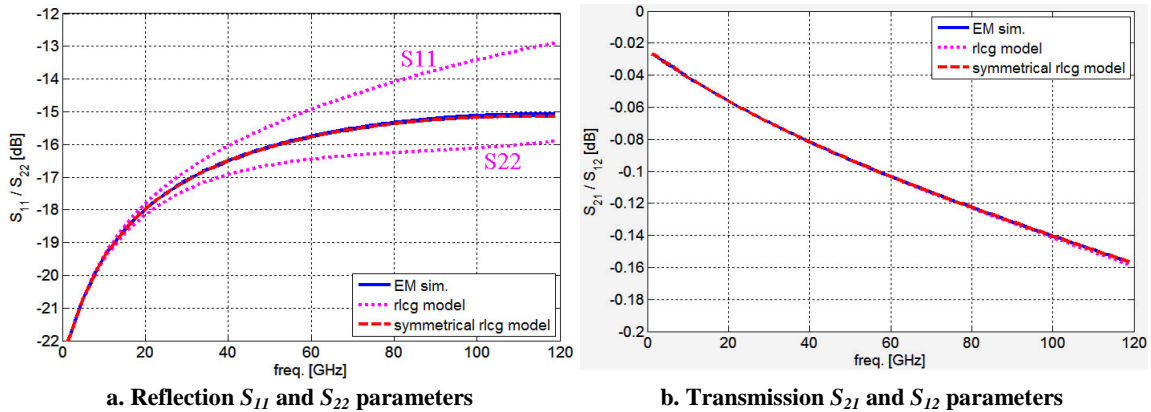 -12
-13
-14
-15
-16
-17
-18
-19
-20
-21
-22
S11 / S22 [dB]
S11
S22
EM sim.
rlcg model
symmetrical rlcg model
0 20 40 60 80 100 120
freq. [GHz]
a. Reflection S11 and S22 parameters
-0
-0.02
-0.04
-0.06
-0.08
-0.1
-0.12
-0.14
-0.16
-0.18
-0.2
S21 / S12 [dB]
EM sim.
rlcg model
symmetrical rlcg model
0 20 40 60 80 100 120
freq. [GHz]
b. Transmission S21 and S12 parameters